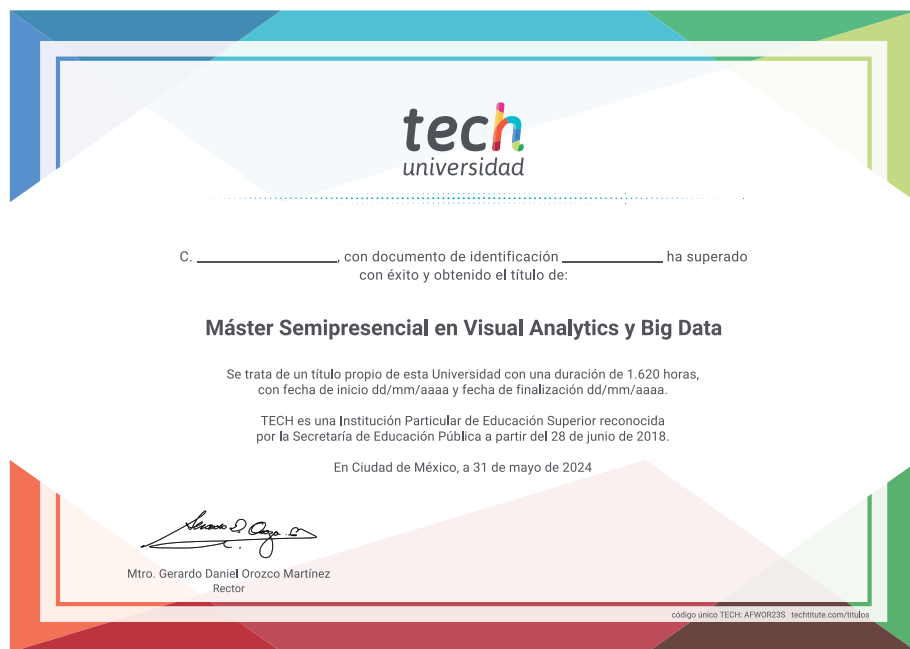 tech
universidad
C. ____________, con documento de identificación ____________ ha superado
con éxito y obtenido el título de:
Máster Semipresencial en Visual Analytics y Big Data
Se trata de un título propio de esta Universidad con una duración de 1.620 horas,
con fecha de inicio dd/mm/aaaa y fecha de finalización dd/mm/aaaa.
TECH es una Institución Particular de Educación Superior reconocida
por la Secretaría de Educación Pública a partir del 28 de junio de 2018.
En Ciudad de México, a 31 de mayo de 2024
Mtro. Gerardo Daniel Orozco Martínez
Rector
código único TECH: AFWOR23S techtitute.com/titulos